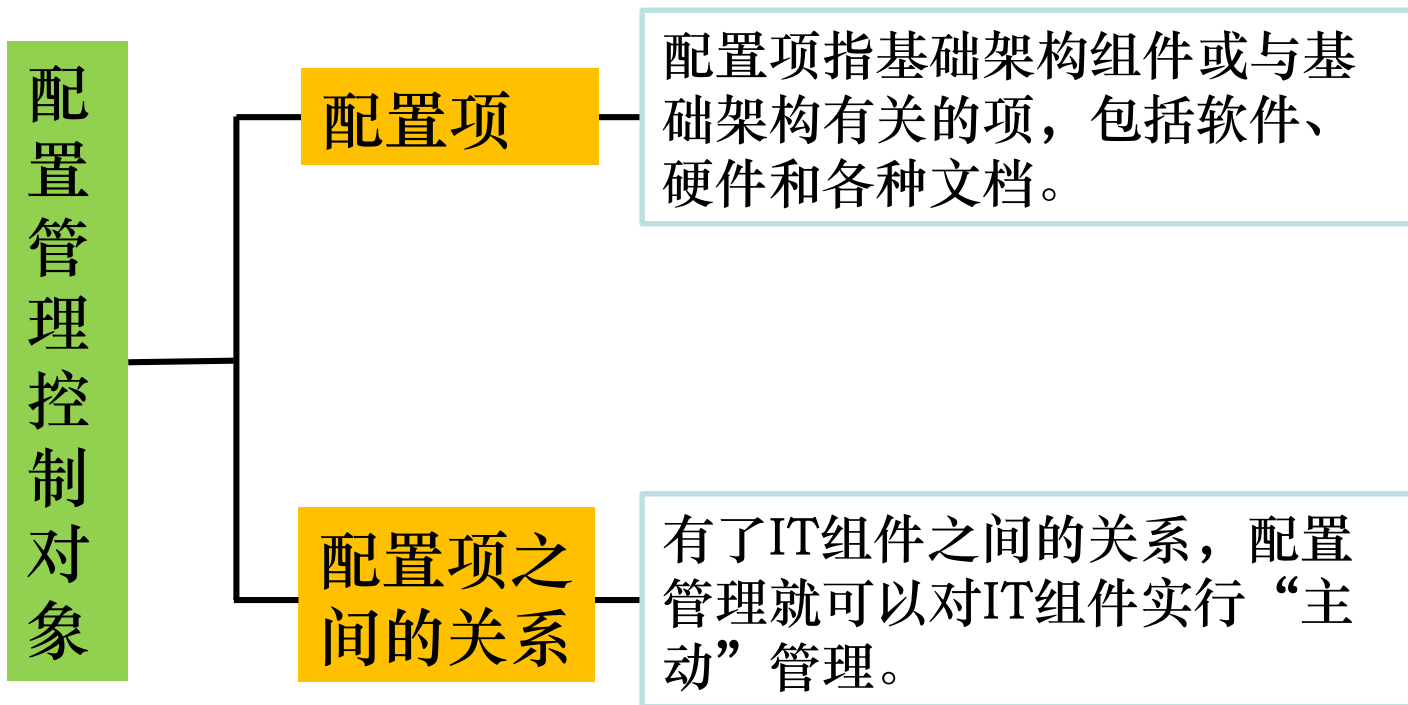 配置管理控制对象
配置项
配置项指基础架构组件或与基
础架构有关的项，包括软件、
硬件和各种文档。
配置项之
间的关系
有了IT组件之间的关系，配置
管理就可以对IT组件实行“主
动”管理。